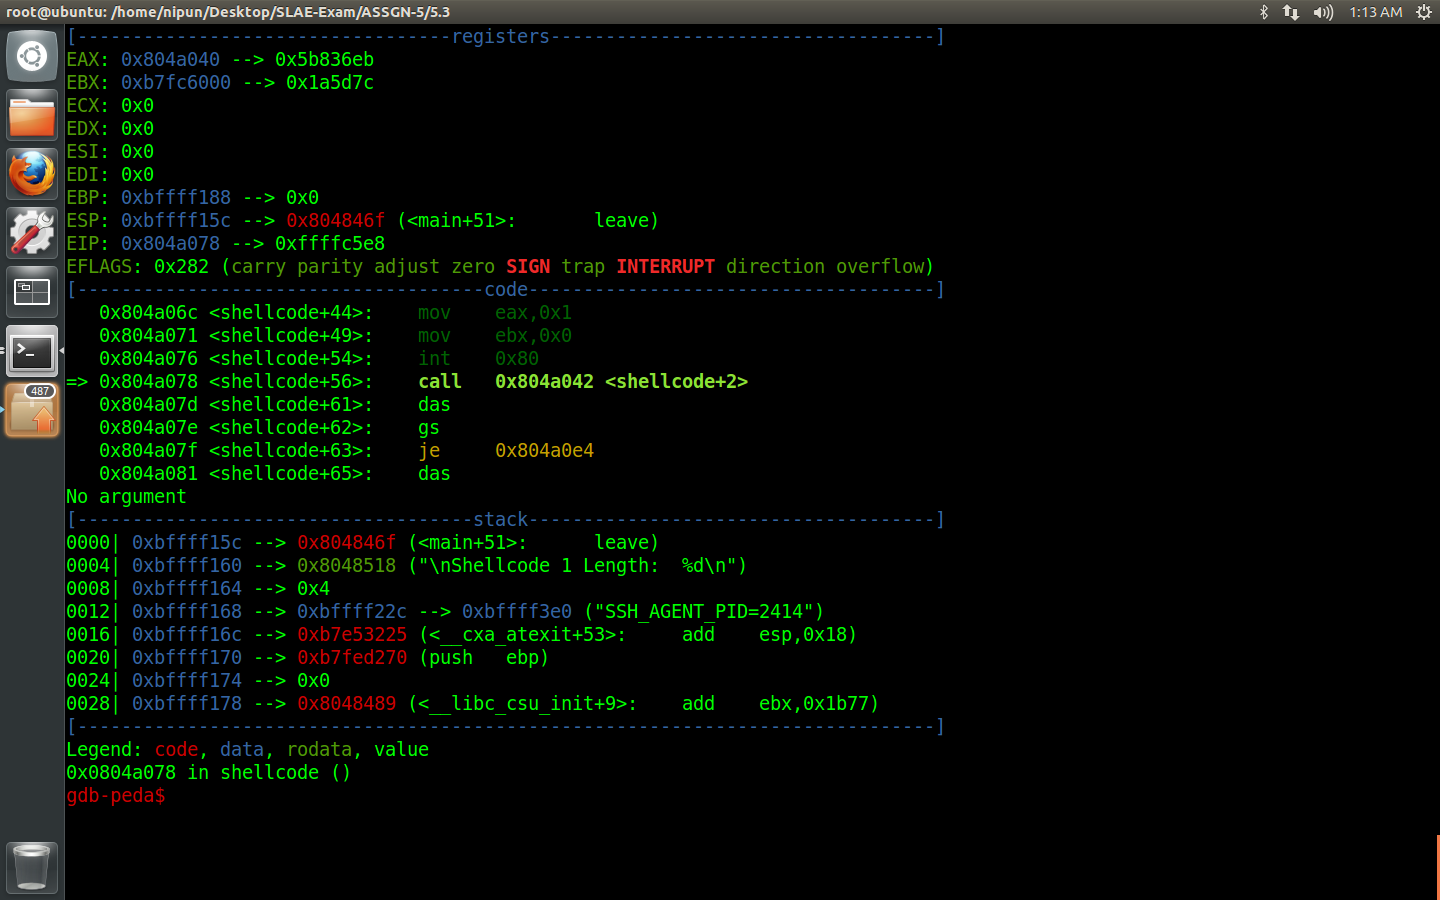 root@ubuntu: /home/nipun/Desktop/SLAE-Exam/ASSGN-5/5.3 1:13 AM
[----------------------------------registers-----------------------------------]
EAX: 0x804a040 --> 0x5b836eb
EBX: 0xb7fc6000 --> 0x1a5d7c
ECX: 0x0
EDX: 0x0
ESI: 0x0
EDI: 0x0
EBP: 0xbffff188 --> 0x0
ESP: 0xbffff15c --> 0x804846f (<main+51>:	leave)
EIP: 0x804a078 --> 0xffffc5e8
EFLAGS: 0x282 (carry parity adjust zero SIGN trap INTERRUPT direction overflow)
[-------------------------------------code-------------------------------------]
   0x804a06c <shellcode+44>:	mov    eax,0x1
   0x804a071 <shellcode+49>:	mov    ebx,0x0
   0x804a076 <shellcode+54>:	int    0x80
=> 0x804a078 <shellcode+56>:	call   0x804a042 <shellcode+2>
   0x804a07d <shellcode+61>:	das
   0x804a07e <shellcode+62>:	gs
   0x804a07f <shellcode+63>:	je     0x804a0e4
   0x804a081 <shellcode+65>:	das
No argument
[------------------------------------stack-------------------------------------]
0000| 0xbffff15c --> 0x804846f (<main+51>:	leave)
0004| 0xbffff160 --> 0x8048518 ("\nShellcode 1 Length:  %d\n")
0008| 0xbffff164 --> 0x4
0012| 0xbffff168 --> 0xbffff22c --> 0xbffff3e0 ("SSH_AGENT_PID=2414")
0016| 0xbffff16c --> 0xb7e53225 (<__cxa_atexit+53>:	add    esp,0x18)
0020| 0xbffff170 --> 0xb7fed270 (push   ebp)
0024| 0xbffff174 --> 0x0
0028| 0xbffff178 --> 0x8048489 (<__libc_csu_init+9>:	add    ebx,0x1b77)
[------------------------------------------------------------------------------]
Legend: code, data, rodata, value
0x0804a078 in shellcode ()
gdb-peda$
487